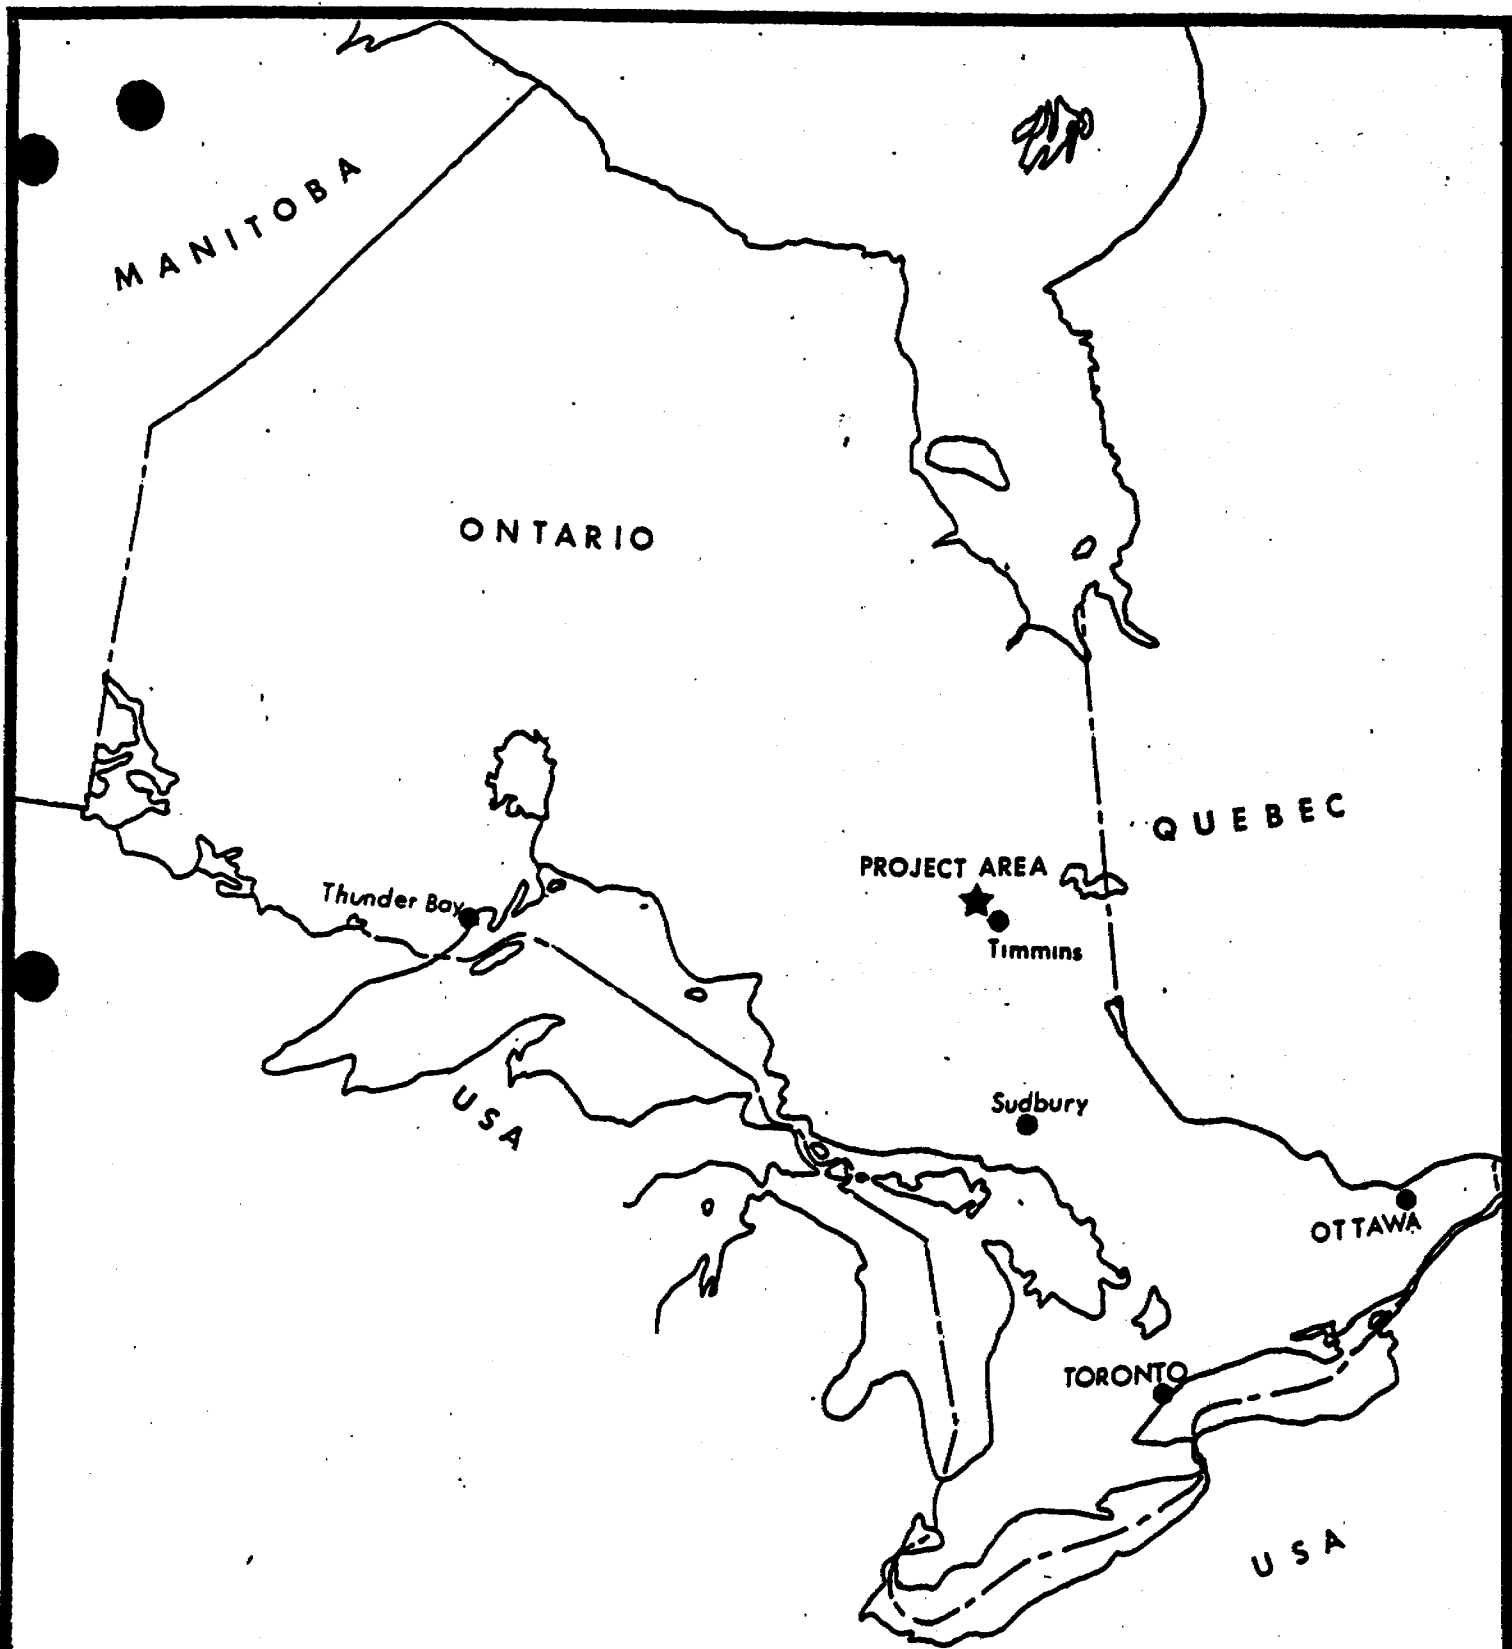 MANITOBA
ONTARIO
QUEBEC
PROJECT AREA
Thunder Bay
Timmins
USA
Sudbury
OTTAWA
TORONTO
USA